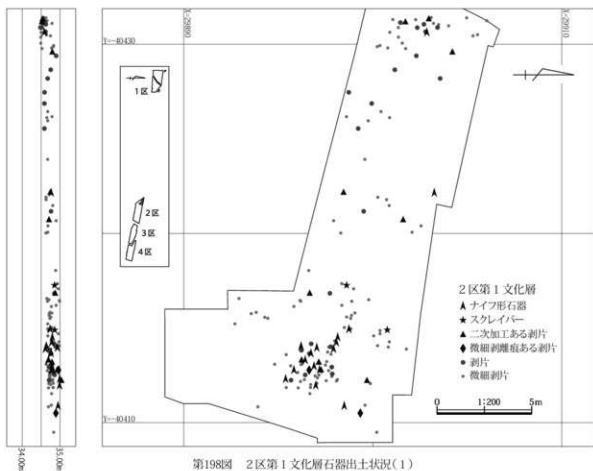 X=-29890
X=-29910
Y=-40430
1区
2区
3区
4区
2区第1文化層
ナイフ形石器
スクレイパー
二次加工ある剥片
微細剥離痕ある剥片
剥片
微細剥片
0 1:200 5m
Y=-40410
34.00m
35.00m
第198図 2区第1文化層石器出土状況(1)